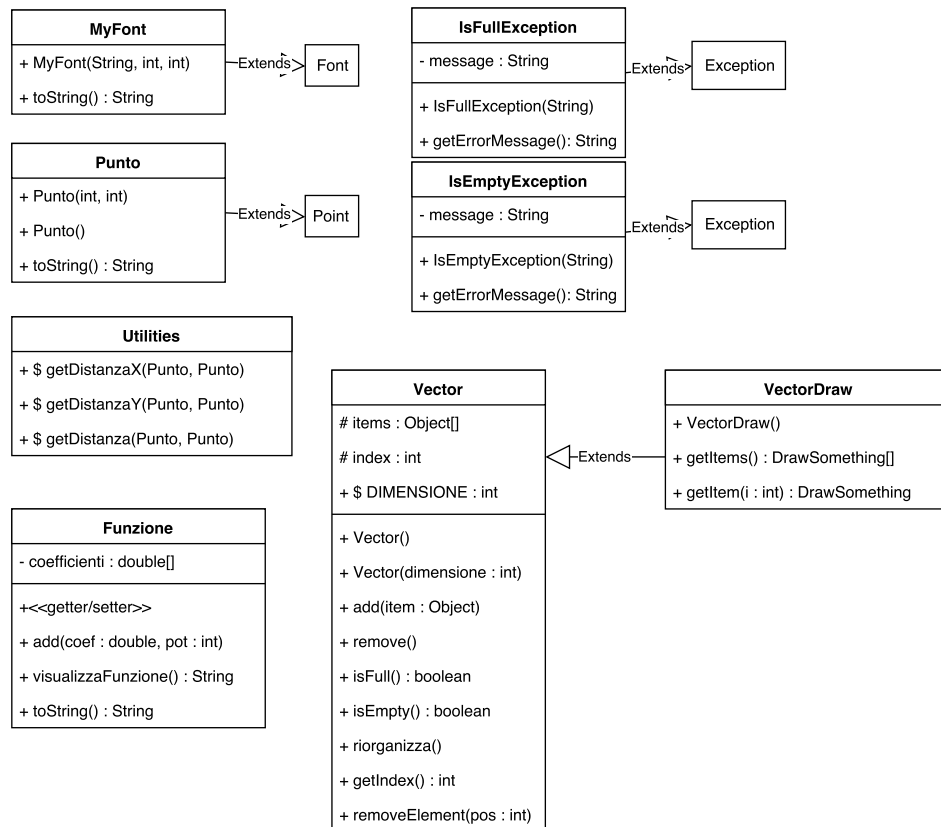 MyFont
+ MyFont(String, int, int)
+ toString() : String
Extends
Font
IsFullException
- message : String
+ IsFullException(String)
+ getErrorMessage(): String
Extends
Exception
Punto
+ Punto(int, int)
+ Punto()
+ toString() : String
Extends
Point
IsEmptyException
- message : String
+ IsEmptyException(String)
+ getErrorMessage(): String
Extends
Exception
Utilities
+ $ getDistanzaX(Punto, Punto)
+ $ getDistanzaY(Punto, Punto)
+ $ getDistanza(Punto, Punto)
Vector
# items : Object[]
# index : int
+ $ DIMENSIONE : int
+ Vector()
+ Vector(dimensione : int)
+ add(item : Object)
+ remove()
+ isFull() : boolean
+ isEmpty() : boolean
+ riorganizza()
+ getIndex() : int
+ removeElement(pos : int)
Extends
VectorDraw
+ VectorDraw()
+ getItems() : DrawSomething[]
+ getItem(i : int) : DrawSomething
Funzione
- coefficienti : double[]
+<<getter/setter>>
+ add(coef : double, pot : int)
+ visualizzaFunzione() : String
+ toString() : String